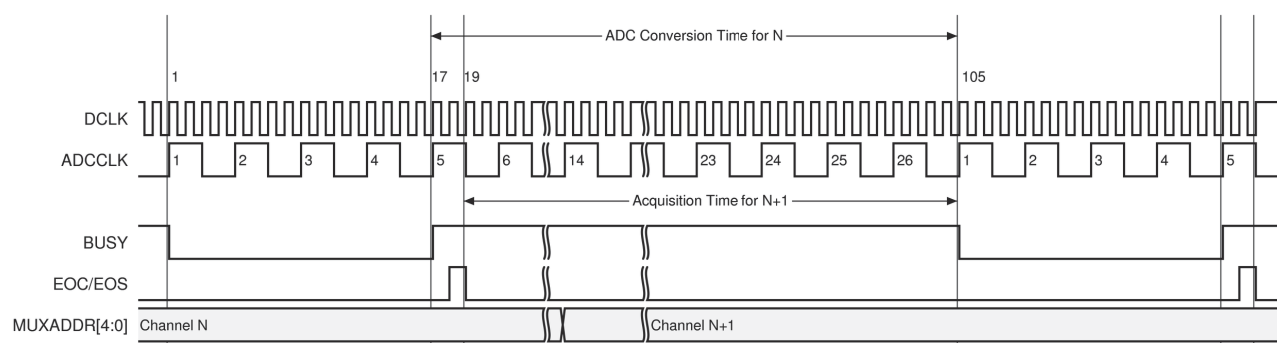 ADC Conversion Time for N
1 17 19 105
DCLK
ADCCLK 1 2 3 4 5 6 14 23 24 25 26 1 2 3 4 5
Acquisition Time for N+1
BUSY
EOC/EOS
MUXADDR[4:0] Channel N Channel N+1